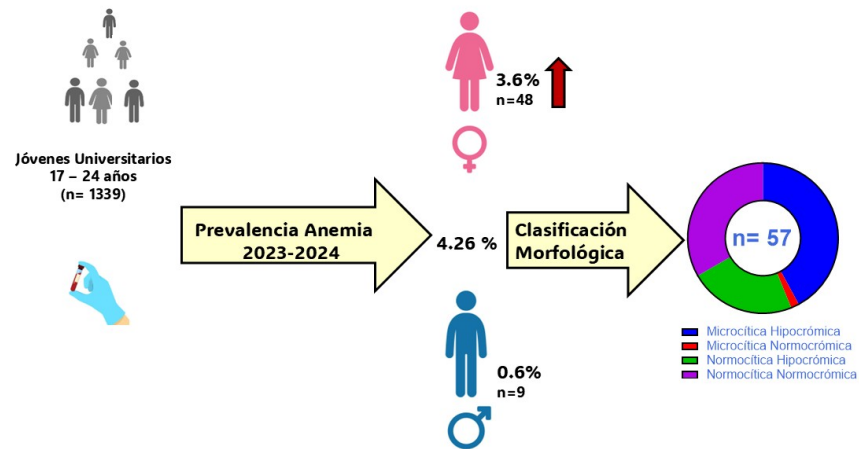 Jóvenes Universitarios
17 – 24 años
(n= 1339)
Prevalencia Anemia
2023-2024
3.6%
n=48
4.26 %
0.6%
n=9
Clasificación
Morfológica
n= 57
Microcítica Hipocrómica
Microcítica Normocrómica
Normocítica Hipocrómica
Normocítica Normocrómica